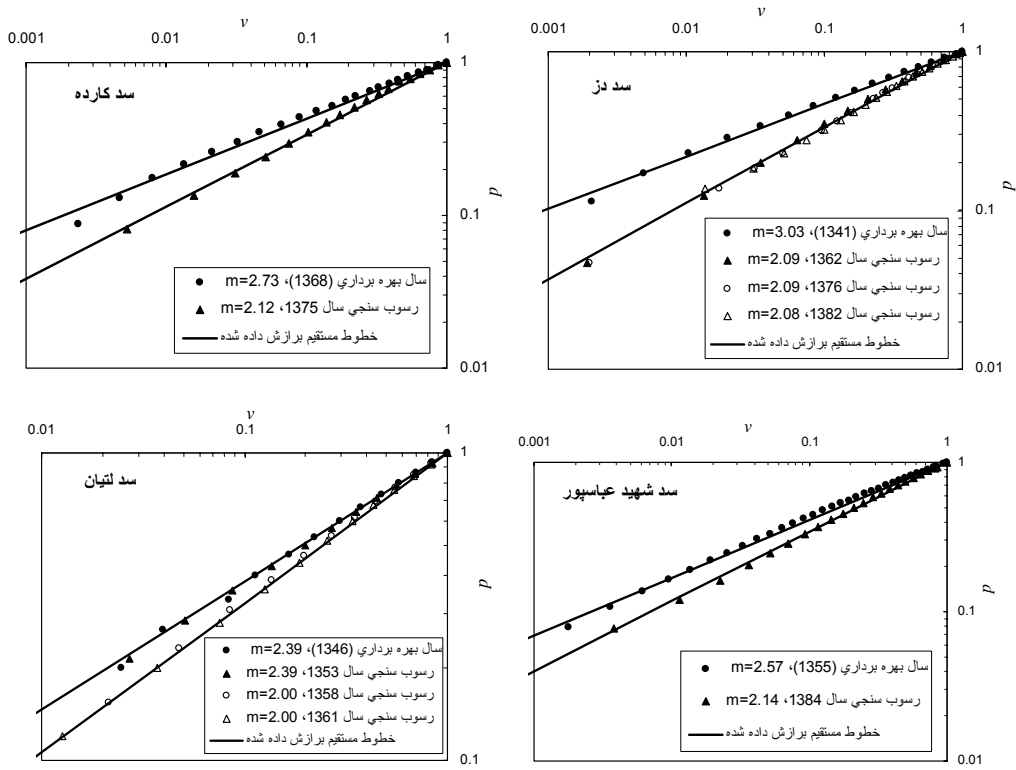 v
0.001 0.01 0.1 1
سد کارده
1
0.1
0.01
p
سال بهره برداري (1368)، m=2.73
رسوب سنجي سال 1375، m=2.12
خطوط مستقيم برازش داده شده
v
0.001 0.01 0.1 1
سد دز
1
0.1
0.01
p
سال بهره برداري (1341)، m=3.03
رسوب سنجي سال 1362، m=2.09
رسوب سنجي سال 1376، m=2.09
رسوب سنجي سال 1382، m=2.08
خطوط مستقيم برازش داده شده
v
0.01 0.1 1
سد لتيان
1
0.1
p
سال بهره برداري (1346)، m=2.39
رسوب سنجي سال 1353، m=2.39
رسوب سنجي سال 1358، m=2.00
رسوب سنجي سال 1361، m=2.00
خطوط مستقيم برازش داده شده
v
0.001 0.01 0.1 1
سد شهيد عباسپور
1
0.1
0.01
p
سال بهره برداري (1355)، m=2.57
رسوب سنجي سال 1384، m=2.14
خطوط مستقيم برازش داده شده